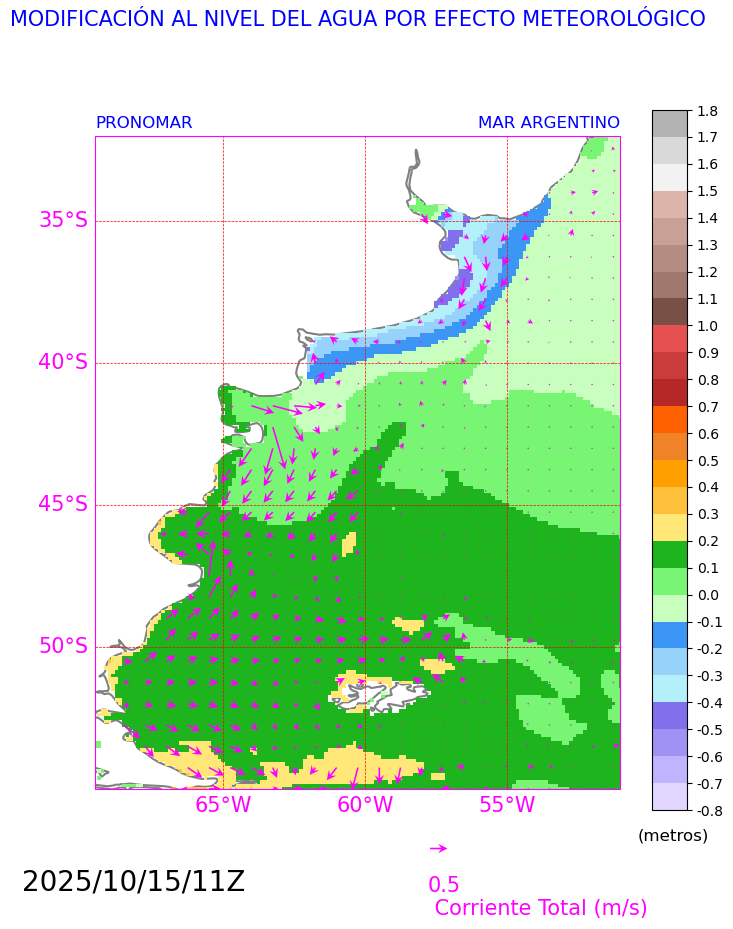 MODIFICACIÓN AL NIVEL DEL AGUA POR EFECTO METEOROLÓGICO
PRONOMAR MAR ARGENTINO
35°S
40°S
45°S
50°S
65°W 60°W 55°W
1.8
1.7
1.6
1.5
1.4
1.3
1.2
1.1
1.0
0.9
0.8
0.7
0.6
0.5
0.4
0.3
0.2
0.1
0.0
-0.1
-0.2
-0.3
-0.4
-0.5
-0.6
-0.7
-0.8
(metros)
2025/10/15/11Z
0.5
Corriente Total (m/s)